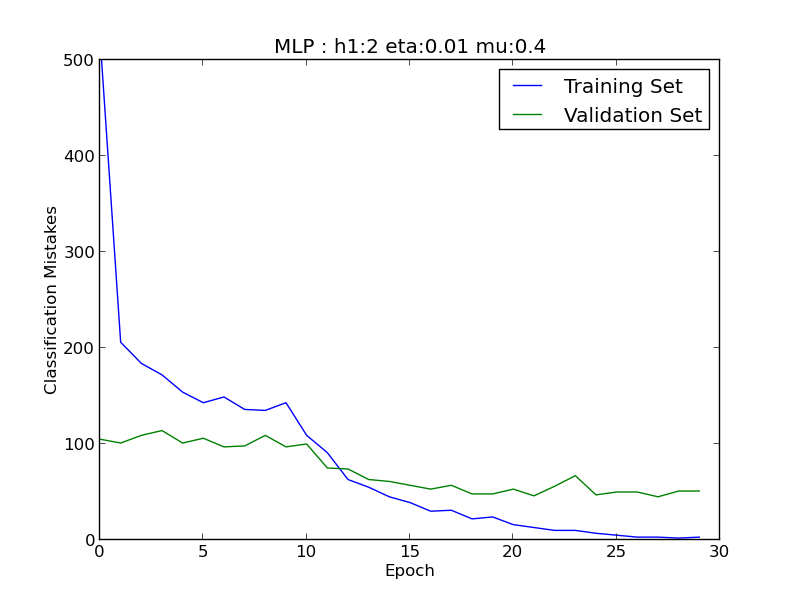 MLP : h1:2 eta:0.01 mu:0.4
500
400
300
200
100
0
Classification Mistakes
Training Set
Validation Set
0 5 10 15 20 25 30
Epoch